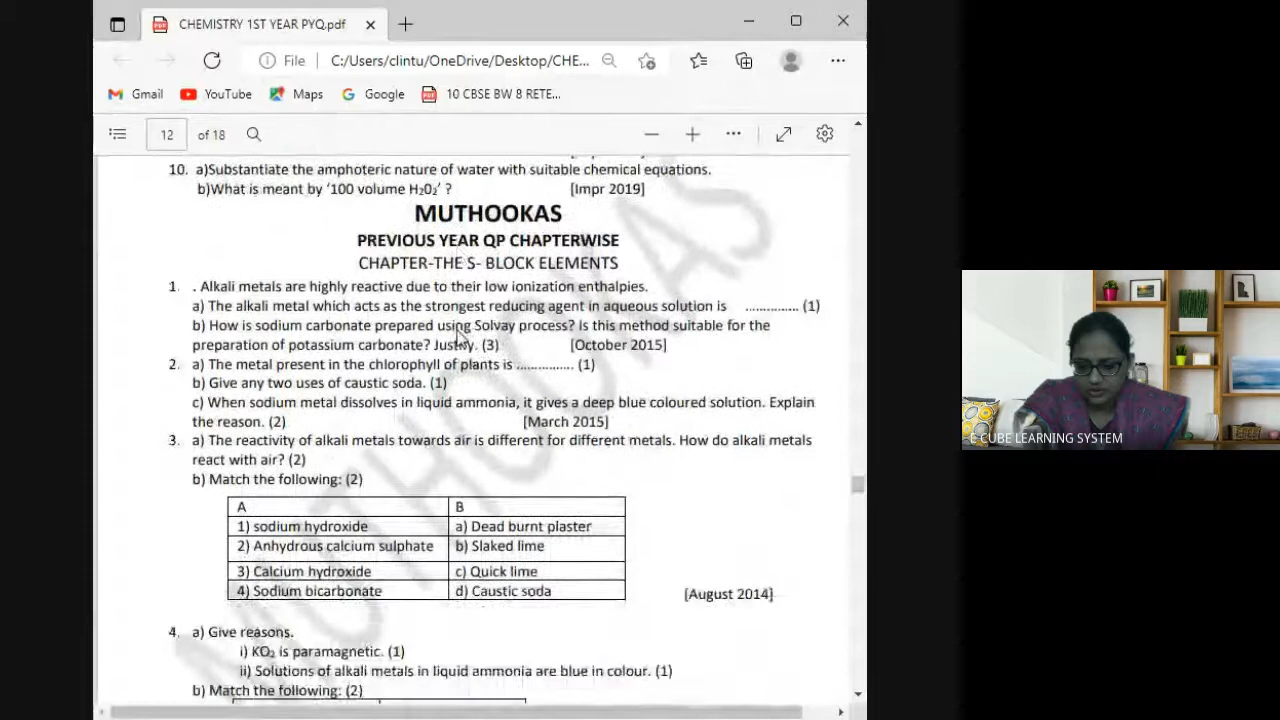 CHEMISTRY 1ST YEAR PYQ.pdf
File C:/Users/clintu/OneDrive/Desktop/CHE...
Gmail YouTube Maps Google 10 CBSE BW 8 RETE...
12 of 18
10. a)Substantiate the amphoteric nature of water with suitable chemical equations.
b)What is meant by ‘100 volume H₂0₂’ ? [Impr 2019]
MUTHOOKAS
PREVIOUS YEAR QP CHAPTERWISE
CHAPTER-THE S- BLOCK ELEMENTS
1. . Alkali metals are highly reactive due to their low ionization enthalpies.
a) The alkali metal which acts as the strongest reducing agent in aqueous solution is ............... (1)
b) How is sodium carbonate prepared using Solvay process? Is this method suitable for the
preparation of potassium carbonate? Justify. (3) [October 2015]
2. a) The metal present in the chlorophyll of plants is ............... (1)
b) Give any two uses of caustic soda. (1)
c) When sodium metal dissolves in liquid ammonia, it gives a deep blue coloured solution. Explain
the reason. (2) [March 2015]
3. a) The reactivity of alkali metals towards air is different for different metals. How do alkali metals
react with air? (2)
b) Match the following: (2)
A B
1) sodium hydroxide a) Dead burnt plaster
2) Anhydrous calcium sulphate b) Slaked lime
3) Calcium hydroxide c) Quick lime
4) Sodium bicarbonate d) Caustic soda
[August 2014]
4. a) Give reasons.
i) KO₂ is paramagnetic. (1)
ii) Solutions of alkali metals in liquid ammonia are blue in colour. (1)
b) Match the following: (2)
MUTHOOKAS
E CUBE LEARNING SYSTEM